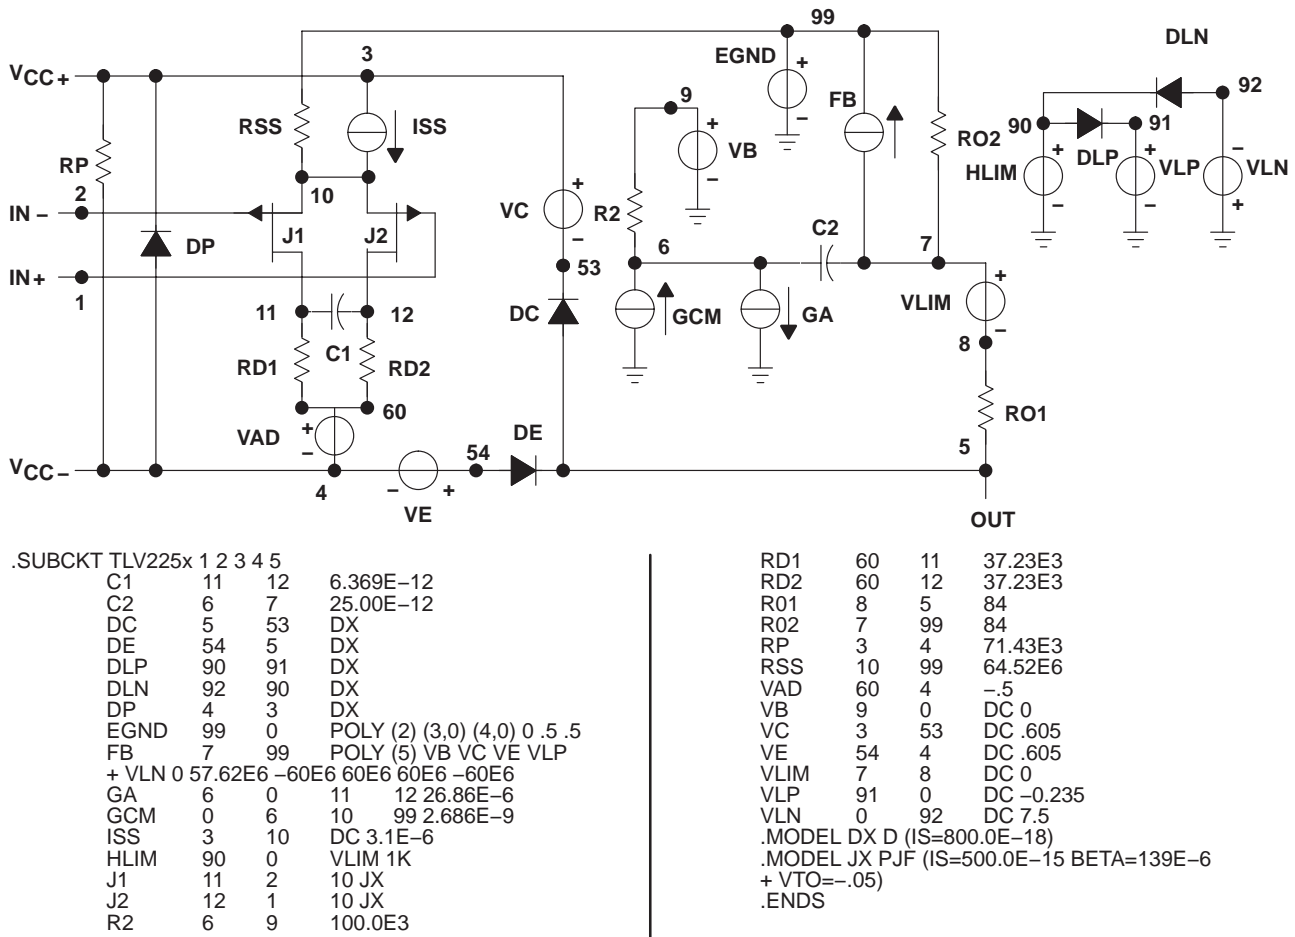 99
DLN
3
V CC+
EGND
+
−
92
9
FB
RSS
ISS
+
−
VB
RO2
90
91
DLP
RP
10
HLIM
+
−
+
−
VLP
−
+
VLN
2
IN −
+
−
VC
R2
C2
J1
J2
DP
6
7
IN+
1
53
+
−
VLIM
11
12
DC
GCM
GA
8
C1
RD1
RD2
60
RO1
VAD
+
−
DE
54
5
V CC −
4
−
+
VE
OUT
.SUBCKT TLV225x 1 2 3 4 5
C1 11 12 6.369E−12
C2 6 7 25.00E−12
DC 5 53 DX
DE 54 5 DX
DLP 90 91 DX
DLN 92 90 DX
DP 4 3 DX
EGND 99 0 POLY (2) (3,0) (4,0) 0 .5 .5
FB 7 99 POLY (5) VB VC VE VLP
+ VLN 0 57.62E6 −60E6 60E6 60E6 −60E6
GA 6 0 11 12 26.86E−6
GCM 0 6 10 99 2.686E−9
ISS 3 10 DC 3.1E−6
HLIM 90 0 VLIM 1K
J1 11 2 10 JX
J2 12 1 10 JX
R2 6 9 100.0E3
RD1 60 11 37.23E3
RD2 60 12 37.23E3
R01 8 5 84
R02 7 99 84
RP 3 4 71.43E3
RSS 10 99 64.52E6
VAD 60 4 −.5
VB 9 0 DC 0
VC 3 53 DC .605
VE 54 4 DC .605
VLIM 7 8 DC 0
VLP 91 0 DC −0.235
VLN 0 92 DC 7.5
.MODEL DX D (IS=800.0E−18)
.MODEL JX PJF (IS=500.0E−15 BETA=139E−6
+ VTO=−.05)
.ENDS